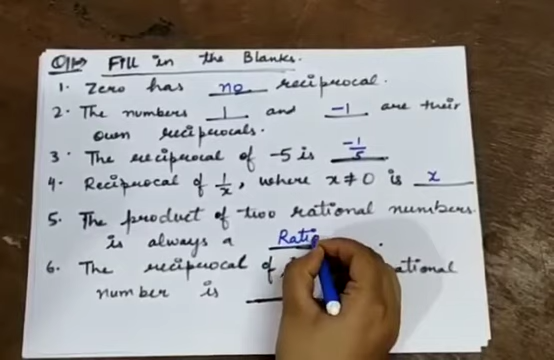 Q11⇒ Fill in the Blanks.
1. Zero has no reciprocal.
2. The numbers 1 and -1 are their
own reciprocals.
3. The reciprocal of -5 is -1/5
4. Reciprocal of 1/x, where x ≠ 0 is x
5. The product of two rational numbers
is always a Ratio .
6. The reciprocal of
number is